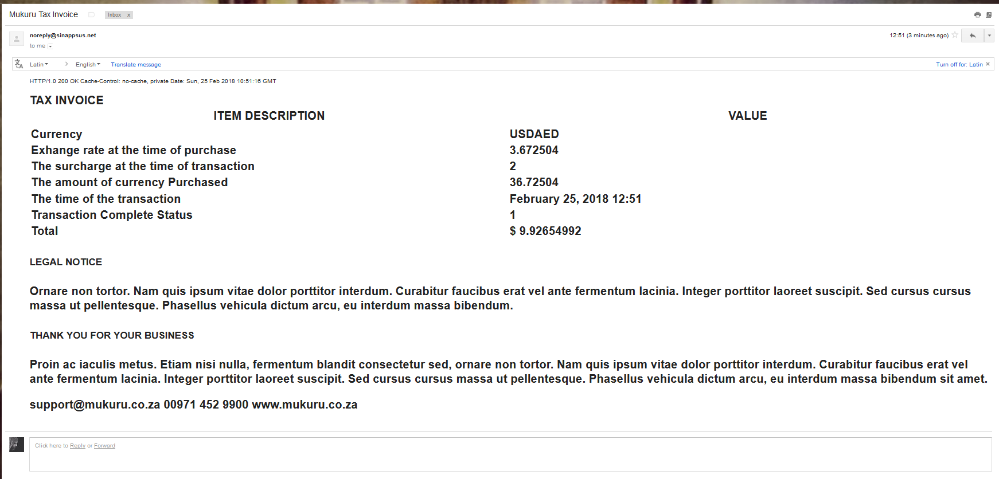 Mukuru Tax Invoice Inbox x
noreply@sinappsus.net 12:51 (3 minutes ago)
to me
Latin > English Translate message Turn off for: Latin ×
HTTP/1.0 200 OK Cache-Control: no-cache, private Date: Sun, 25 Feb 2018 10:51:16 GMT
TAX INVOICE
ITEM DESCRIPTION VALUE
Currency USDAED
Exhange rate at the time of purchase 3.672504
The surcharge at the time of transaction 2
The amount of currency Purchased 36.72504
The time of the transaction February 25, 2018 12:51
Transaction Complete Status 1
Total $ 9.92654992
LEGAL NOTICE
Ornare non tortor. Nam quis ipsum vitae dolor porttitor interdum. Curabitur faucibus erat vel ante fermentum lacinia. Integer porttitor laoreet suscipit. Sed cursus cursus
massa ut pellentesque. Phasellus vehicula dictum arcu, eu interdum massa bibendum.
THANK YOU FOR YOUR BUSINESS
Proin ac iaculis metus. Etiam nisi nulla, fermentum blandit consectetur sed, ornare non tortor. Nam quis ipsum vitae dolor porttitor interdum. Curabitur faucibus erat vel
ante fermentum lacinia. Integer porttitor laoreet suscipit. Sed cursus cursus massa ut pellentesque. Phasellus vehicula dictum arcu, eu interdum massa bibendum sit amet.
support@mukuru.co.za 00971 452 9900 www.mukuru.co.za
Click here to Reply or Forward